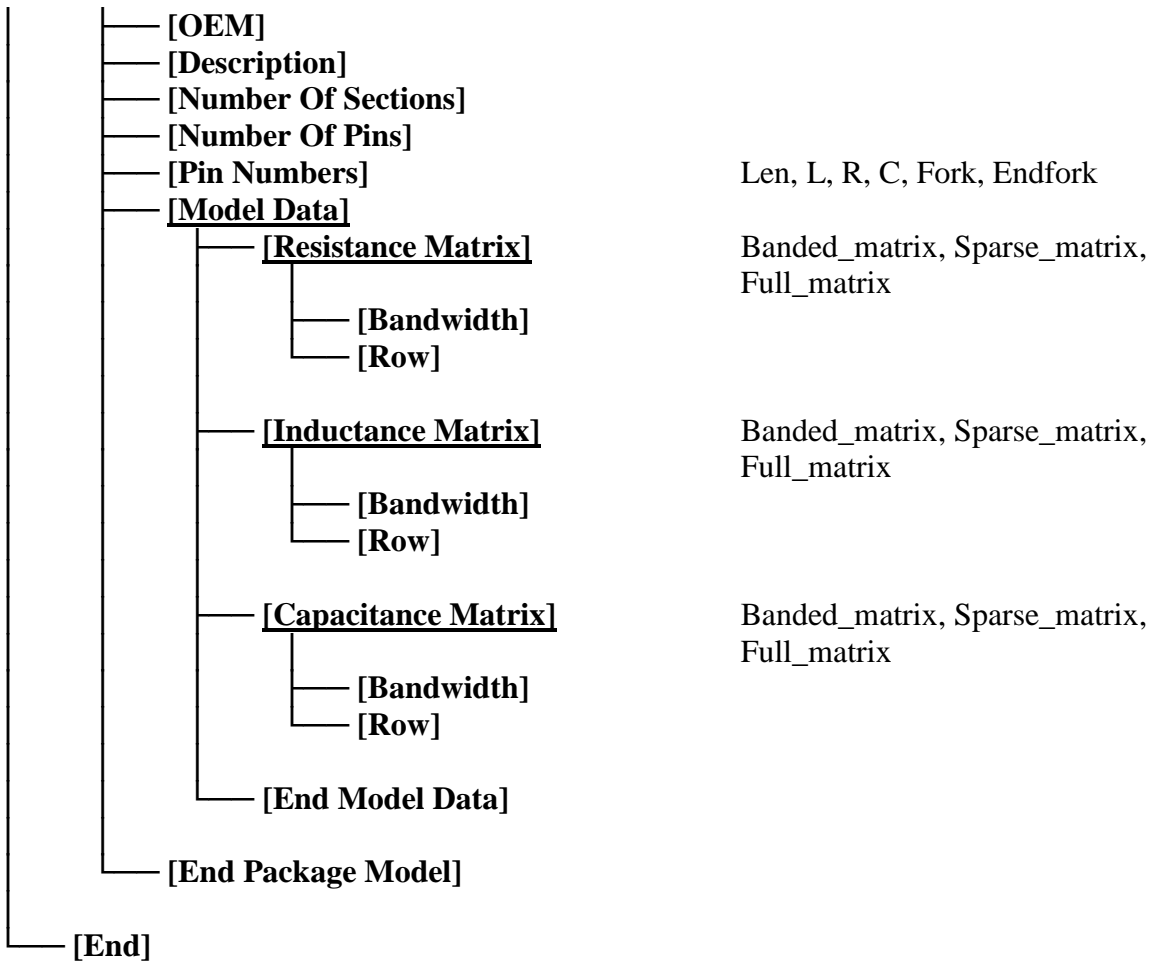 [OEM]
[Description]
[Number Of Sections]
[Number Of Pins]
[Pin Numbers] Len, L, R, C, Fork, Endfork
[Model Data]
[Resistance Matrix] Banded_matrix, Sparse_matrix,
Full_matrix
[Bandwidth]
[Row]
[Inductance Matrix] Banded_matrix, Sparse_matrix,
Full_matrix
[Bandwidth]
[Row]
[Capacitance Matrix] Banded_matrix, Sparse_matrix,
Full_matrix
[Bandwidth]
[Row]
[End Model Data]
[End Package Model]
[End]